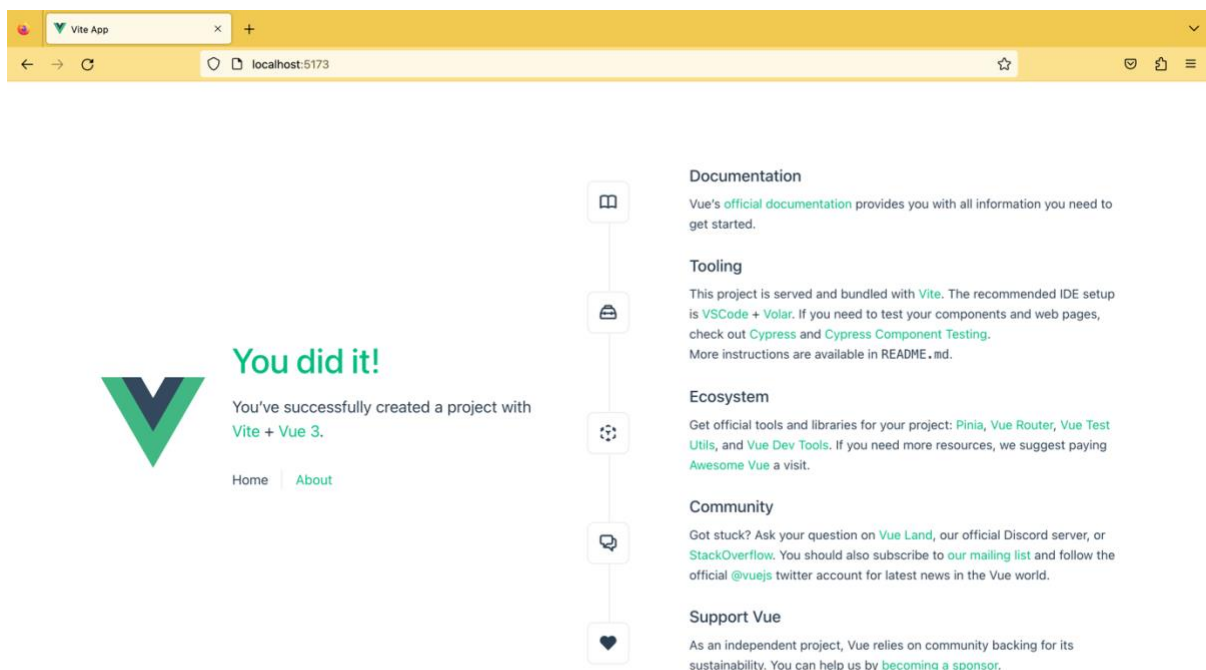 Vite App
localhost:5173
You did it!
You've successfully created a project with
Vite + Vue 3.
Home
About
Documentation
Vue's official documentation provides you with all information you need to
get started.
Tooling
This project is served and bundled with Vite. The recommended IDE setup
is VSCode + Volar. If you need to test your components and web pages,
check out Cypress and Cypress Component Testing.
More instructions are available in README.md.
Ecosystem
Get official tools and libraries for your project: Pinia, Vue Router, Vue Test
Utils, and Vue Dev Tools. If you need more resources, we suggest paying
Awesome Vue a visit.
Community
Got stuck? Ask your question on Vue Land, our official Discord server, or
StackOverflow. You should also subscribe to our mailing list and follow the
official @vuejs twitter account for latest news in the Vue world.
Support Vue
As an independent project, Vue relies on community backing for its
sustainability. You can help us by becoming a sponsor.